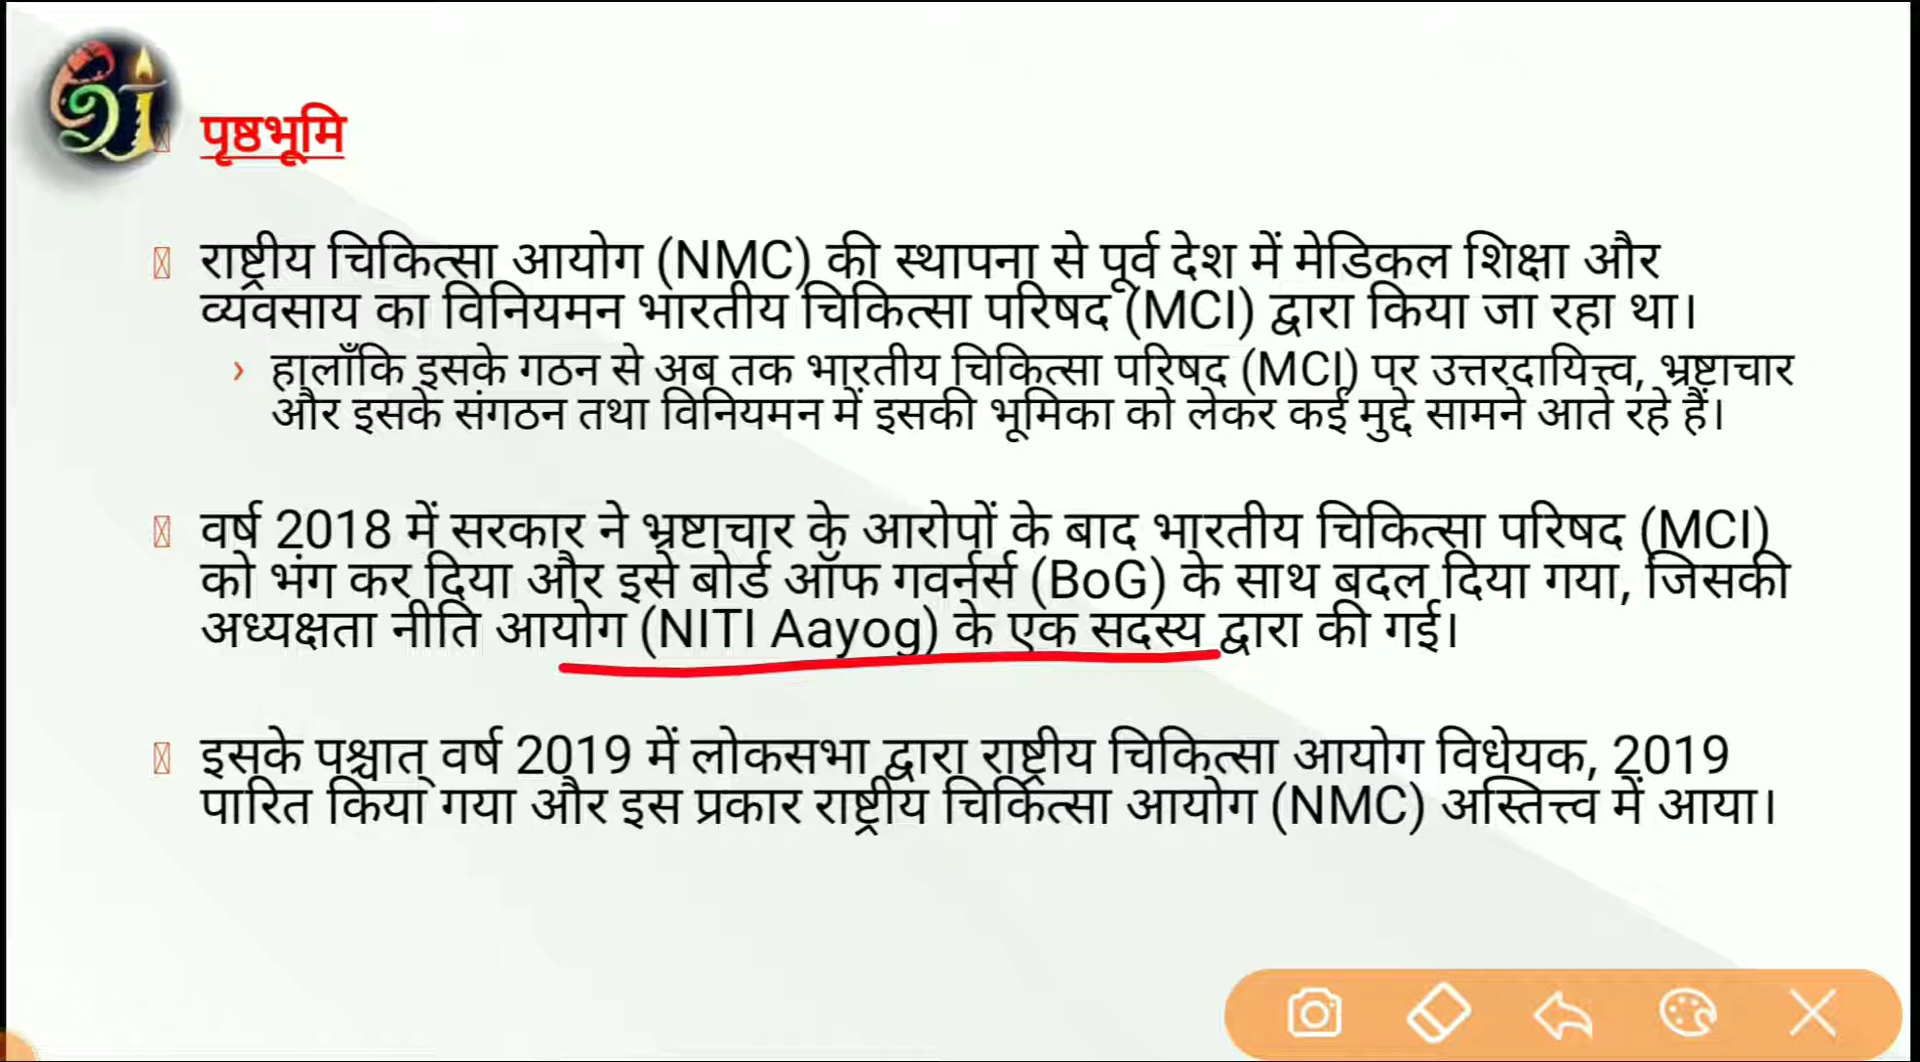 पृष्ठभूमि
राष्ट्रीय चिकित्सा आयोग (NMC) की स्थापना से पूर्व देश में मेडिकल शिक्षा और
व्यवसाय का विनियमन भारतीय चिकित्सा परिषद (MCI) द्वारा किया जा रहा था।
› हालाँकि इसके गठन से अब तक भारतीय चिकित्सा परिषद (MCI) पर उत्तरदायित्त्व, भ्रष्टाचार
और इसके संगठन तथा विनियमन में इसकी भूमिका को लेकर कई मुद्दे सामने आते रहे हैं।
वर्ष 2018 में सरकार ने भ्रष्टाचार के आरोपों के बाद भारतीय चिकित्सा परिषद (MCI)
को भंग कर दिया और इसे बोर्ड ऑफ गवर्नर्स (BoG) के साथ बदल दिया गया, जिसकी
अध्यक्षता नीति आयोग (NITI Aayog) के एक सदस्य द्वारा की गई।
इसके पश्चात् वर्ष 2019 में लोकसभा द्वारा राष्ट्रीय चिकित्सा आयोग विधेयक, 2019
पारित किया गया और इस प्रकार राष्ट्रीय चिकित्सा आयोग (NMC) अस्तित्त्व में आया।